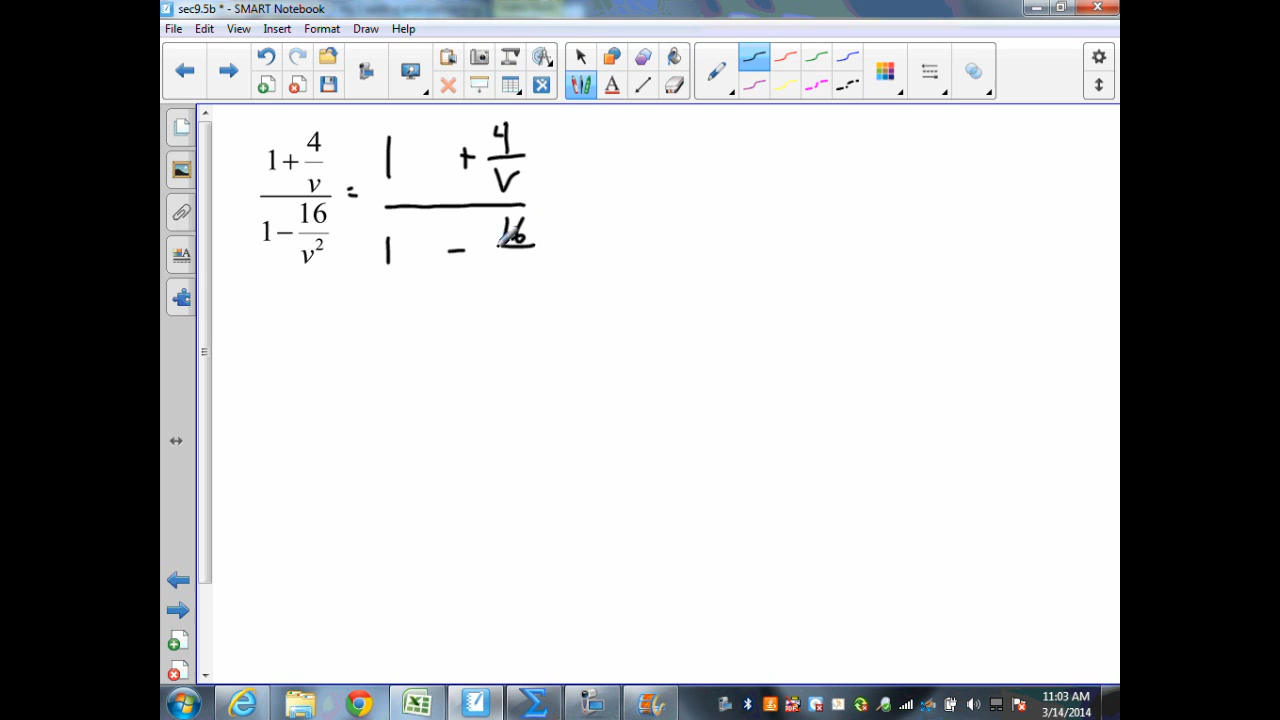 sec9.5b * - SMART Notebook
File Edit View Insert Format Draw Help
1 + 4/v
1 − 16/v²
=
1 + 4/v
1 − 16
11:03 AM
3/14/2014